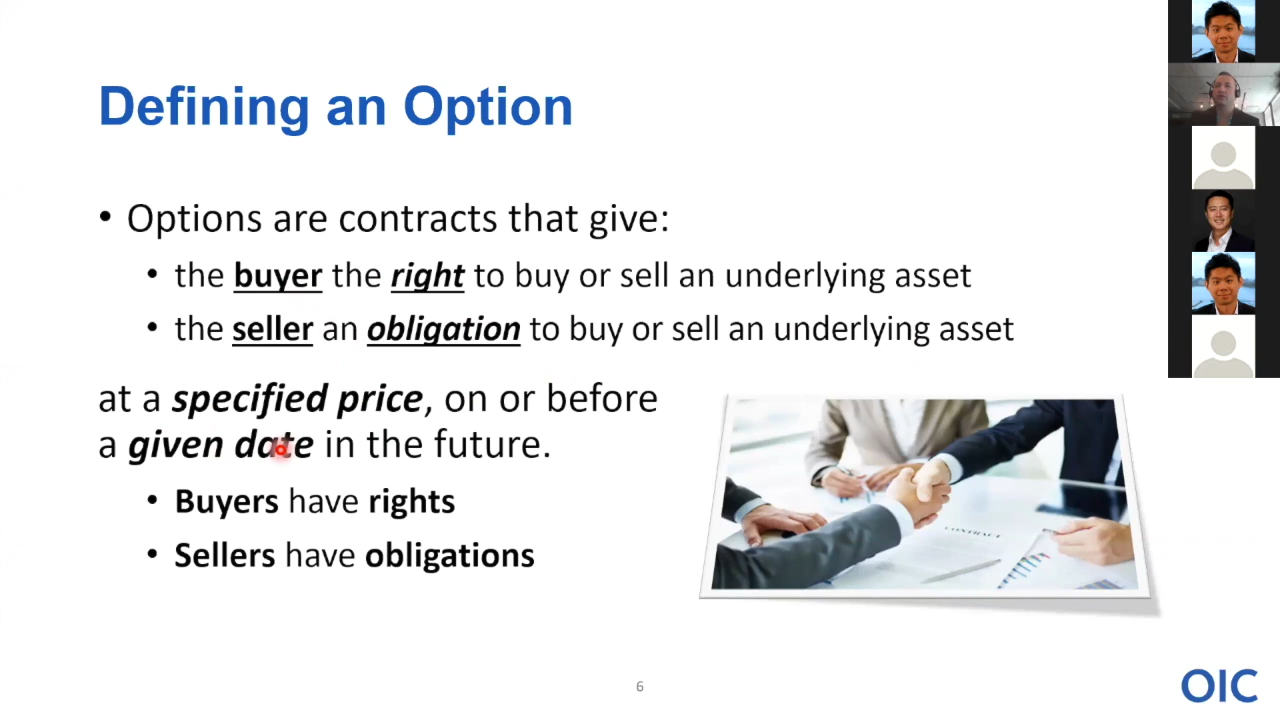 Defining an Option
• Options are contracts that give:
• the buyer the right to buy or sell an underlying asset
• the seller an obligation to buy or sell an underlying asset
at a specified price, on or before
a given date in the future.
• Buyers have rights
• Sellers have obligations
CONTRACT
6
OIC